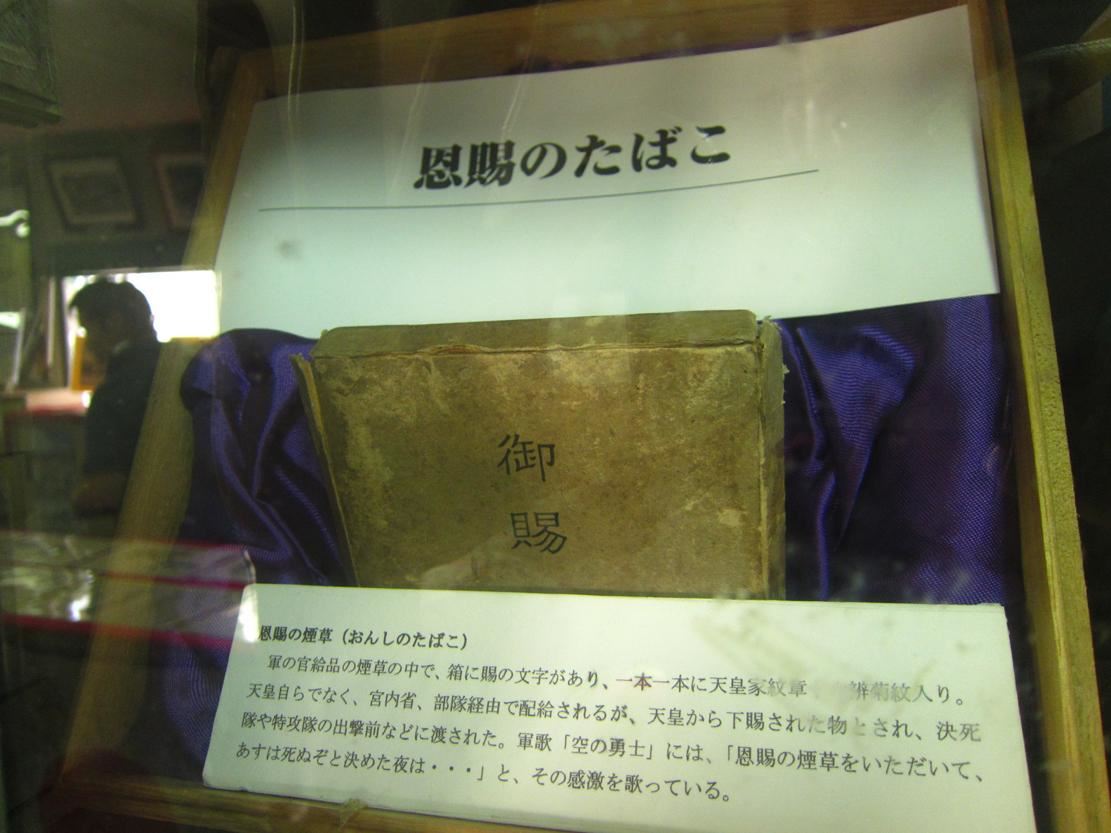 恩賜のたばこ
御
賜
恩賜の煙草（おんしのたばこ）
軍の官給品の煙草の中で、箱に賜の文字があり、一本一本に天皇家紋章 弁菊紋入り。
天皇自らでなく、宮内省、部隊経由で配給されるが、天皇から下賜された物とされ、決死
隊や特攻隊の出撃前などに渡された。軍歌「空の勇士」には、「恩賜の煙草をいただいて、
あすは死ぬぞと決めた夜は・・・」と、その感激を歌っている。